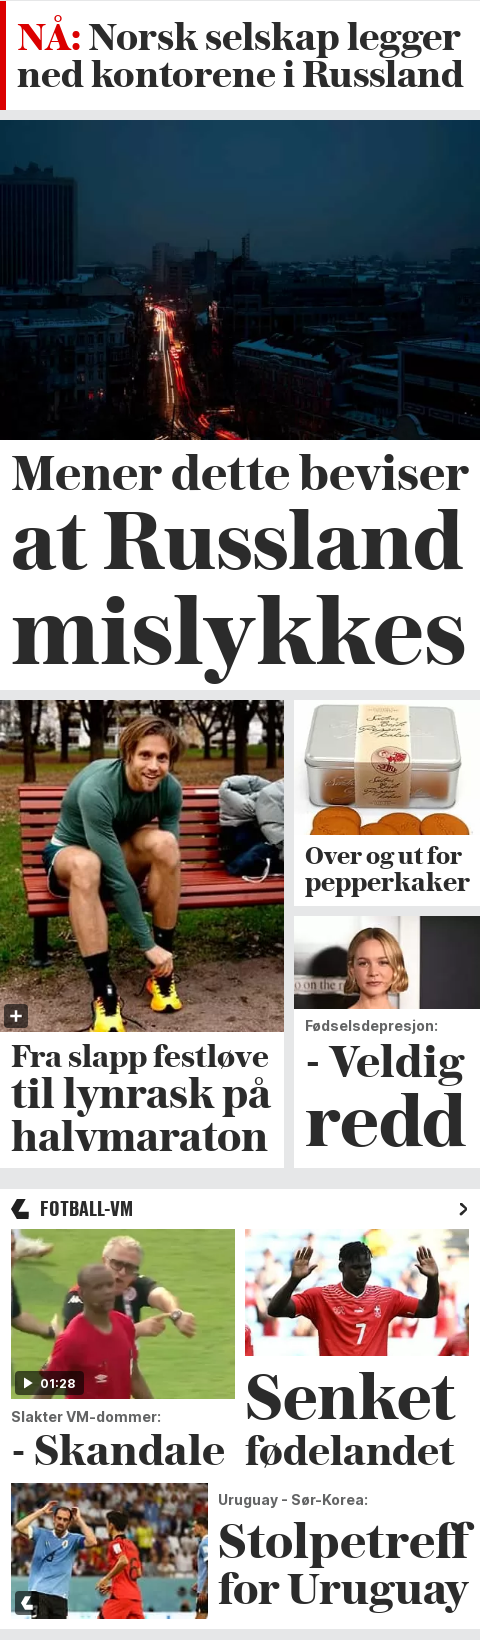 NÅ: Norsk selskap legger
ned kontorene i Russland
Mener dette beviser
at Russland
mislykkes
Over og ut for
pepperkaker
Fra slapp festløve
til lynrask på
halvmaraton
Fødselsdepresjon:
- Veldig
redd
FOTBALL-VM
01:28
Slakter VM-dommer:
- Skandale
7
Senket
fødelandet
Uruguay - Sør-Korea:
Stolpetreff
for Uruguay